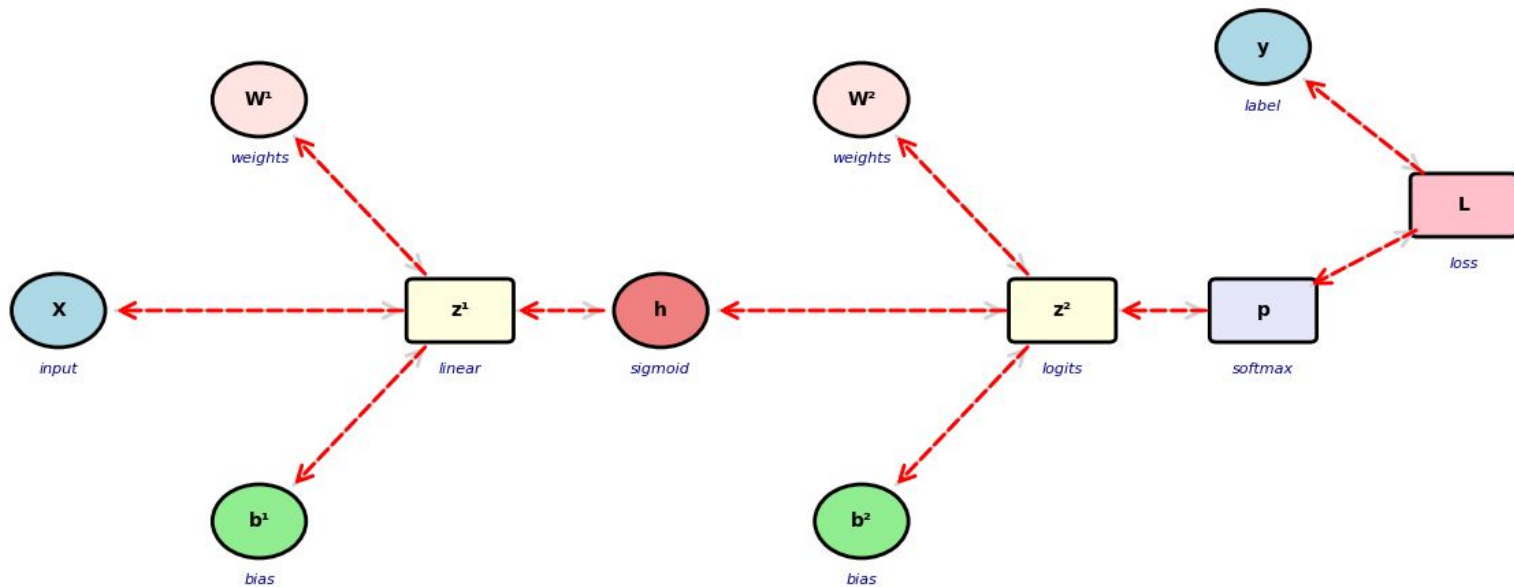 y
label
W¹
weights
W²
weights
L
loss
X
input
z¹
linear
h
sigmoid
z²
logits
p
softmax
b¹
bias
b²
bias